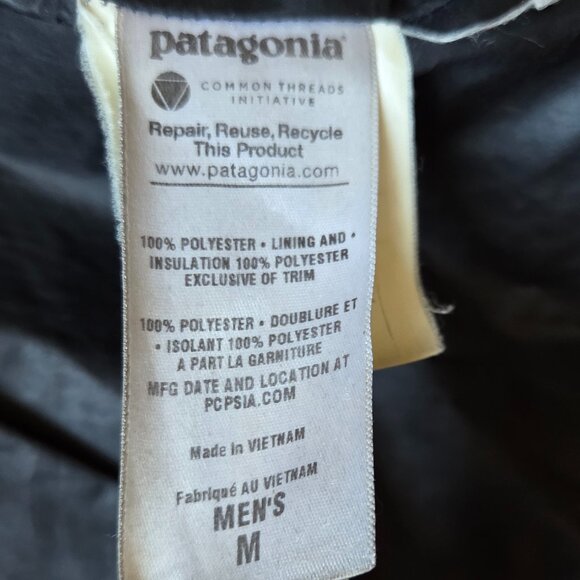 patagonia®
COMMON THREADS
INITIATIVE
Repair, Reuse, Recycle
This Product
www.patagonia.com
100% POLYESTER • LINING AND •
INSULATION 100% POLYESTER
EXCLUSIVE OF TRIM
100% POLYESTER • DOUBLURE ET
• ISOLANT 100% POLYESTER
A PART LA GARNITURE
MFG DATE AND LOCATION AT
PCPSIA.COM
Made in VIETNAM
Fabriqué AU VIETNAM
MEN'S
M